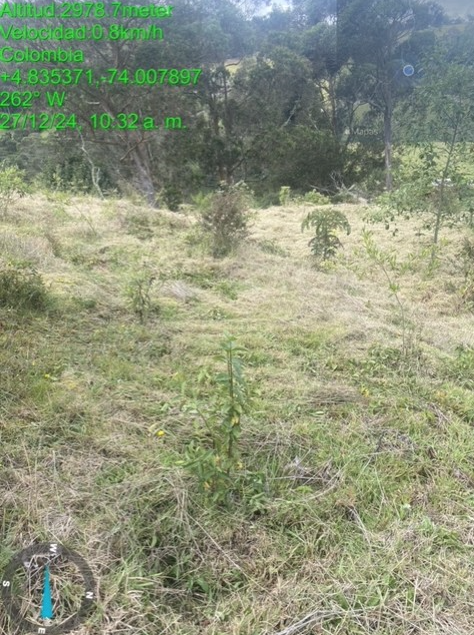 Altitud:2978.7meter
Velocidad:0.8km/h
Colombia
+4.835371,-74.007897
262° W
27/12/24, 10:32 a. m.
W
S
N
E